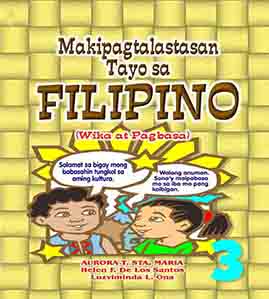 Makipagtalastasan
Tayo sa
FILIPINO
(Wika at Pagbasa)
Salamat sa bigay mong
babasahin tungkol sa
aming kultura.
Walang anuman.
Sana'y maipabasa
mo sa iba mo pang
kaibigan.
3
AURORA T. STA. MARIA
Helen F. De Los Santos
Luzviminda L. Ona